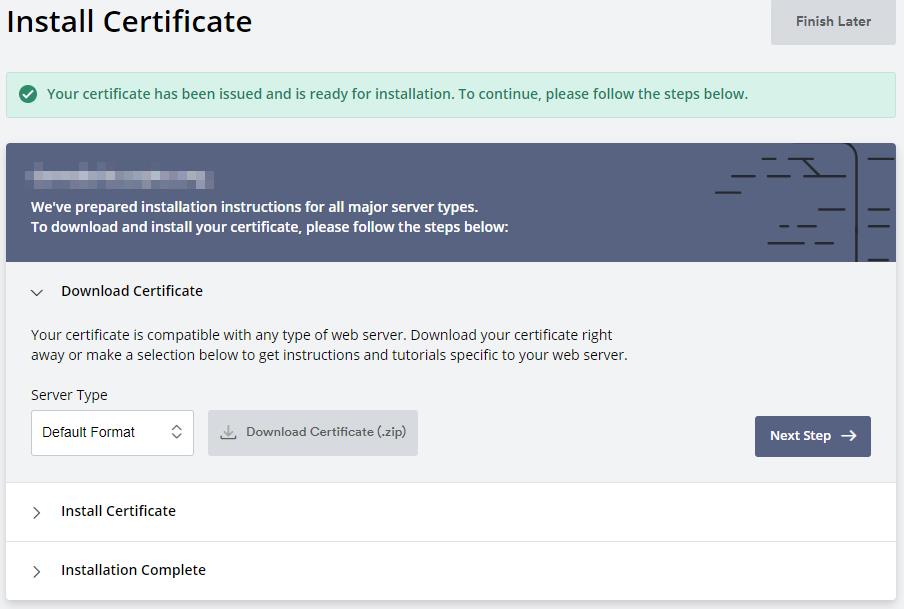 Install Certificate
Finish Later
Your certificate has been issued and is ready for installation. To continue, please follow the steps below.
We've prepared installation instructions for all major server types.
To download and install your certificate, please follow the steps below:
Download Certificate
Your certificate is compatible with any type of web server. Download your certificate right
away or make a selection below to get instructions and tutorials specific to your web server.
Server Type
Default Format
Download Certificate (.zip)
Next Step
Install Certificate
Installation Complete